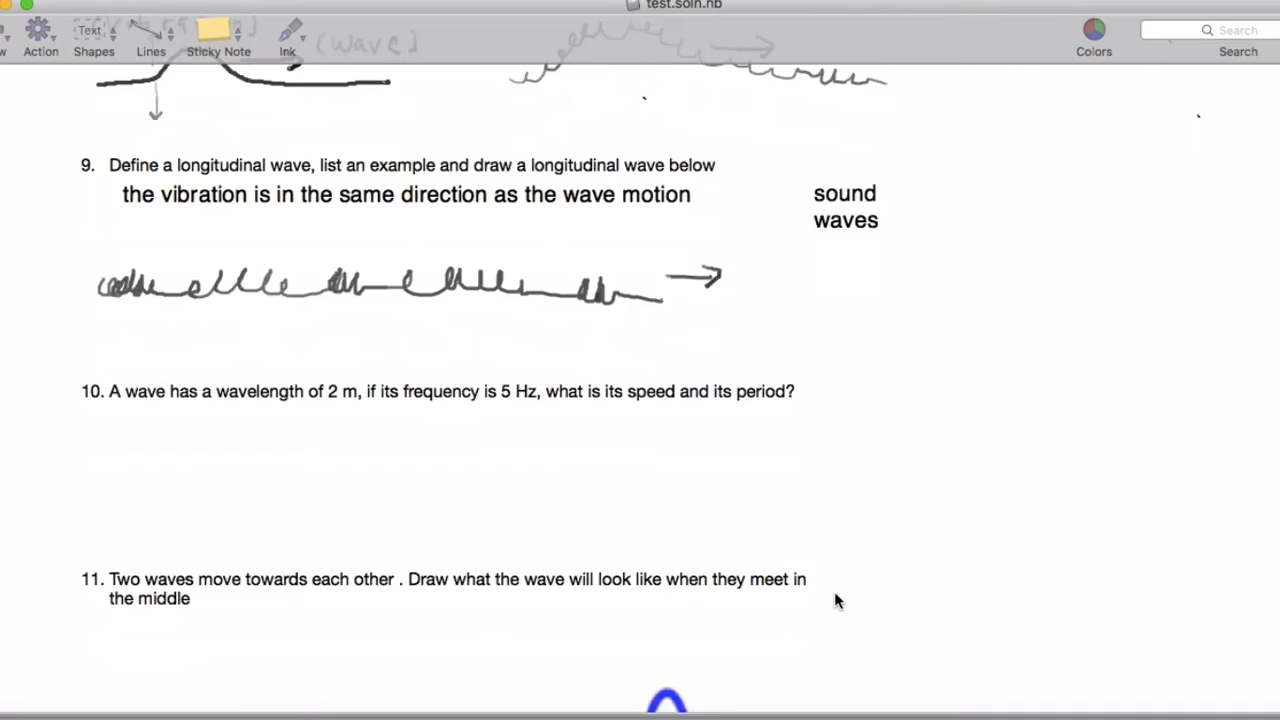 test.soln.nb
Text
Search
w Action Shapes Lines Sticky Note Ink Colors Search
(wave)
9. Define a longitudinal wave, list an example and draw a longitudinal wave below
the vibration is in the same direction as the wave motion
sound
waves
10. A wave has a wavelength of 2 m, if its frequency is 5 Hz, what is its speed and its period?
11. Two waves move towards each other . Draw what the wave will look like when they meet in
the middle